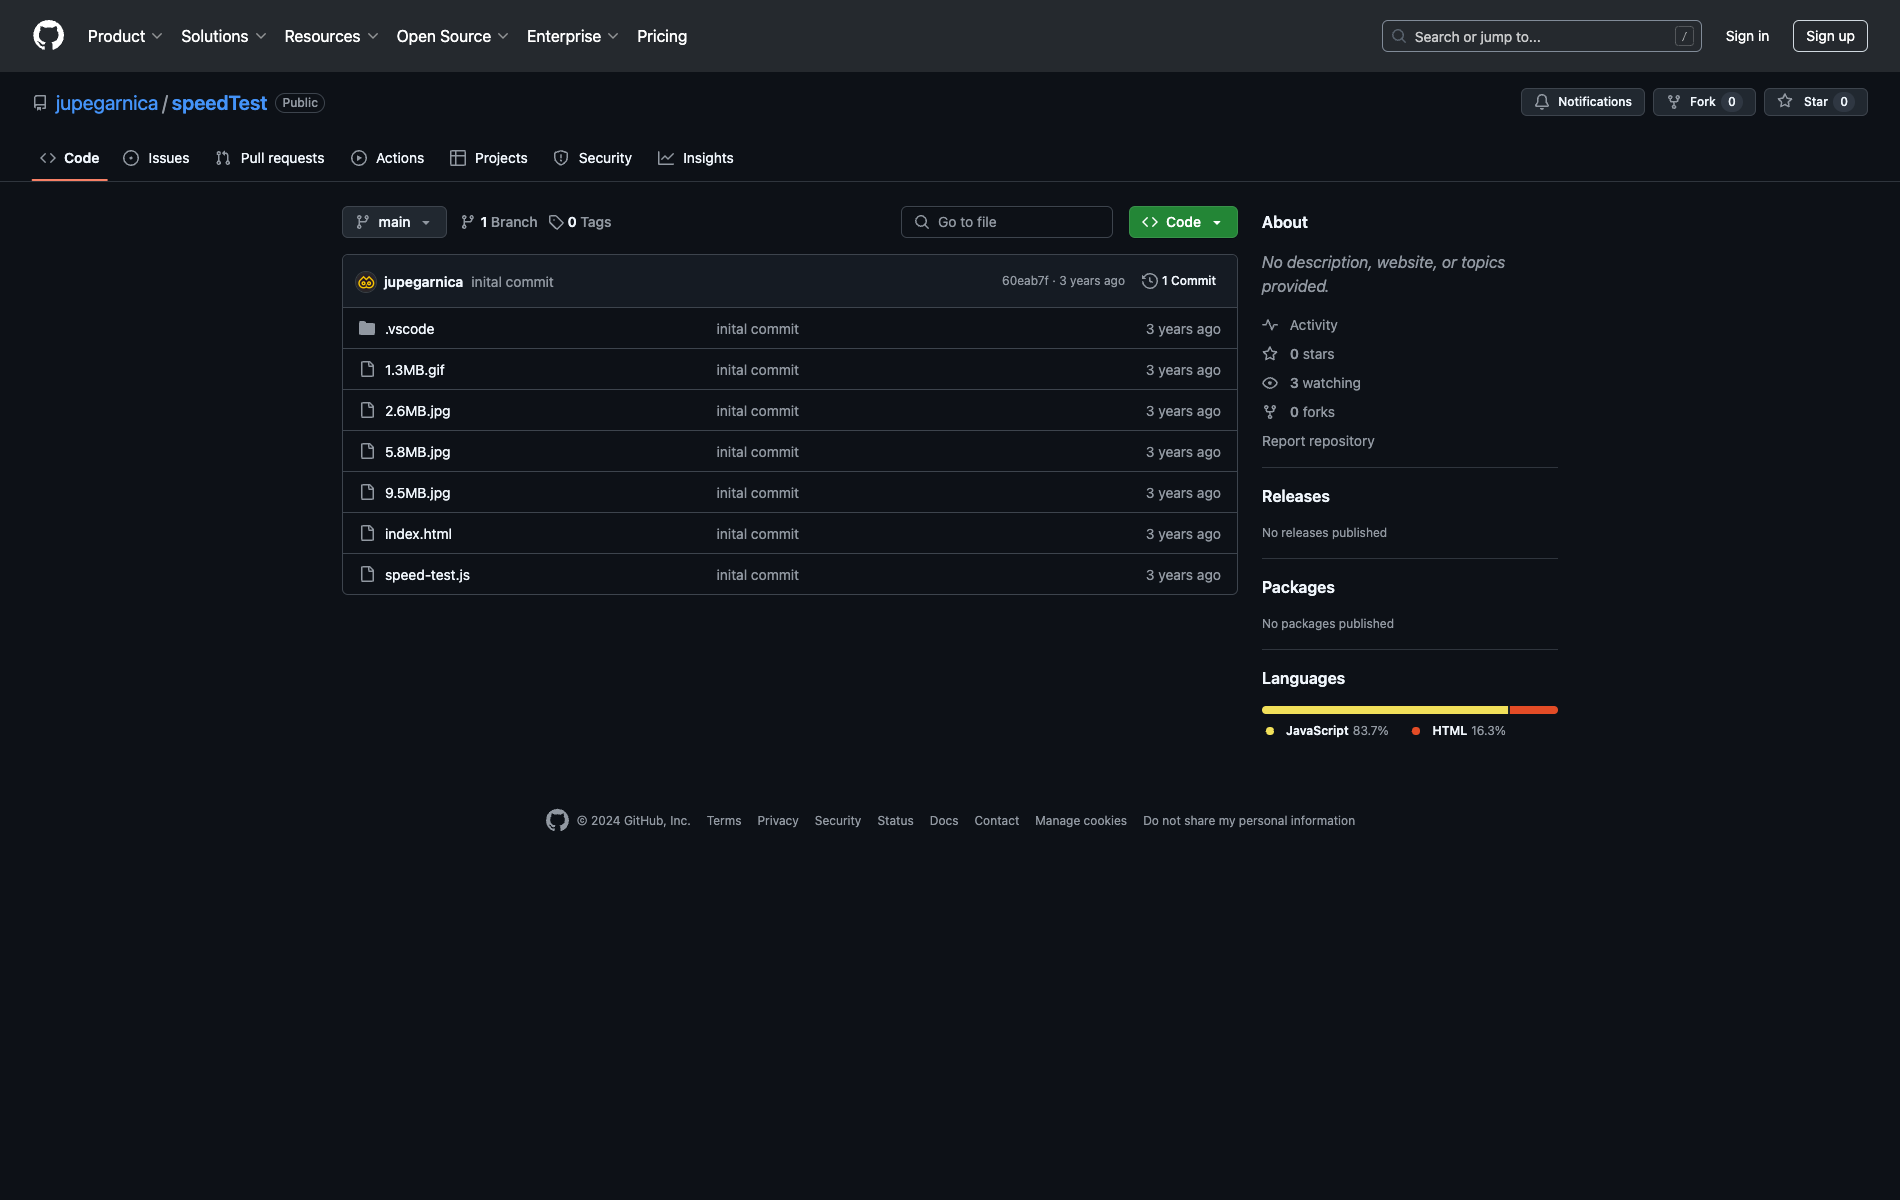 Product Solutions Resources Open Source Enterprise Pricing Search or jump to... / Sign in Sign up
jupegarnica / speedTest Public Notifications Fork 0 Star 0
Code Issues Pull requests Actions Projects Security Insights
main 1 Branch 0 Tags Go to file Code
jupegarnica inital commit 60eab7f · 3 years ago 1 Commit
.vscode inital commit 3 years ago
1.3MB.gif inital commit 3 years ago
2.6MB.jpg inital commit 3 years ago
5.8MB.jpg inital commit 3 years ago
9.5MB.jpg inital commit 3 years ago
index.html inital commit 3 years ago
speed-test.js inital commit 3 years ago
About
No description, website, or topics
provided.
Activity
0 stars
3 watching
0 forks
Report repository
Releases
No releases published
Packages
No packages published
Languages
JavaScript 83.7% HTML 16.3%
© 2024 GitHub, Inc. Terms Privacy Security Status Docs Contact Manage cookies Do not share my personal information